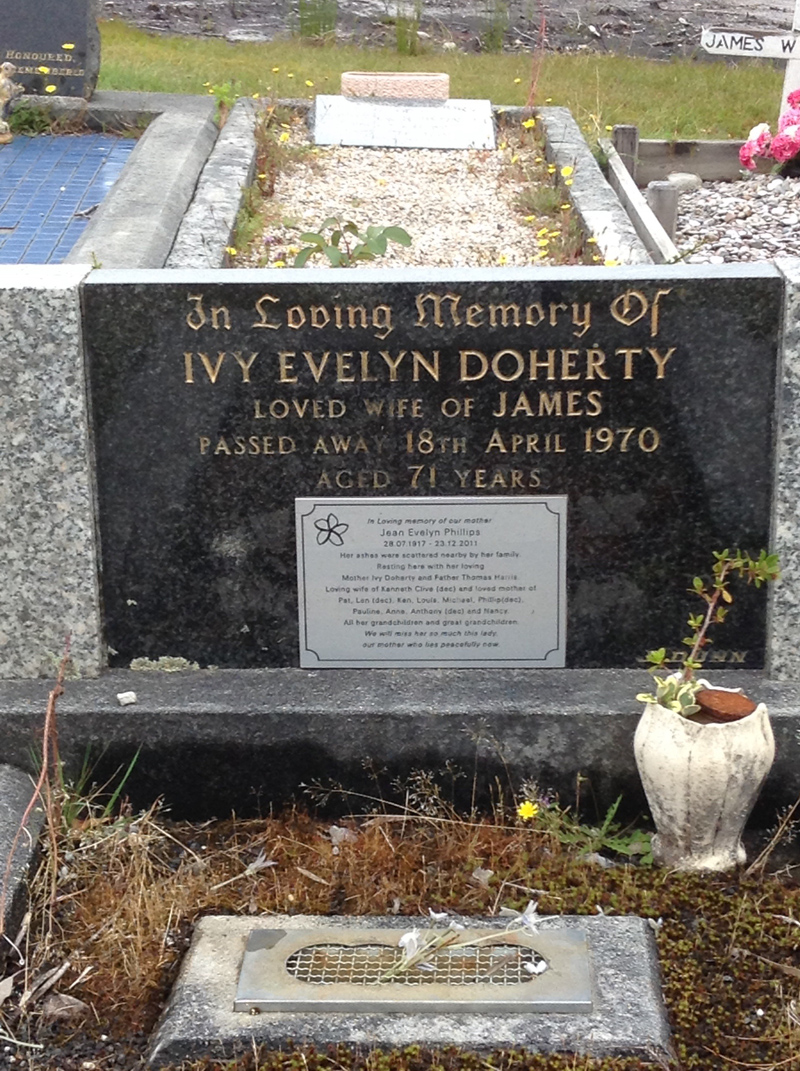 HONOURED,
REMEMBERED
JAMES W
In Loving Memory Of
IVY EVELYN DOHERTY
LOVED WIFE OF JAMES
PASSED AWAY 18TH APRIL 1970
AGED 71 YEARS
In Loving memory of our mother
Jean Evelyn Phillips
28.07.1917 - 23.12.2011
Her ashes were scattered nearby by her family.
Resting here with her loving
Mother Ivy Doherty and Father Thomas Harris.
Loving wife of Kenneth Clive (dec) and loved mother of
Pat, Len (dec), Ken, Louis, Michael, Phillip(dec),
Pauline, Anne, Anthony (dec) and Nancy.
All her grandchildren and great grandchildren.
We will miss her so much this lady,
our mother who lies peacefully now.